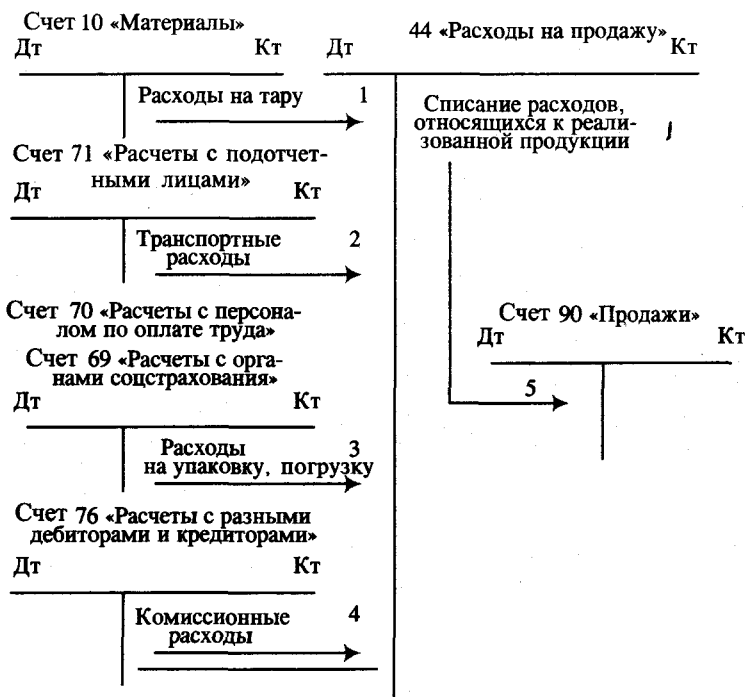 Счет 10 «Материалы»
Дт Кт
Дт 44 «Расходы на продажу» Кт
Расходы на тару 1
Списание расходов,
относящихся к реали-
зованной продукции
Счет 71 «Расчеты с подотчет-
ными лицами»
Дт Кт
Транспортные 2
расходы
Счет 70 «Расчеты с персона-
лом по оплате труда»
Счет 69 «Расчеты с орга-
нами соцстрахования»
Дт Кт
Расходы 3
на упаковку, погрузку
Счет 90 «Продажи»
Дт Кт
5
Счет 76 «Расчеты с разными
дебиторами и кредиторами»
Дт Кт
Комиссионные 4
расходы